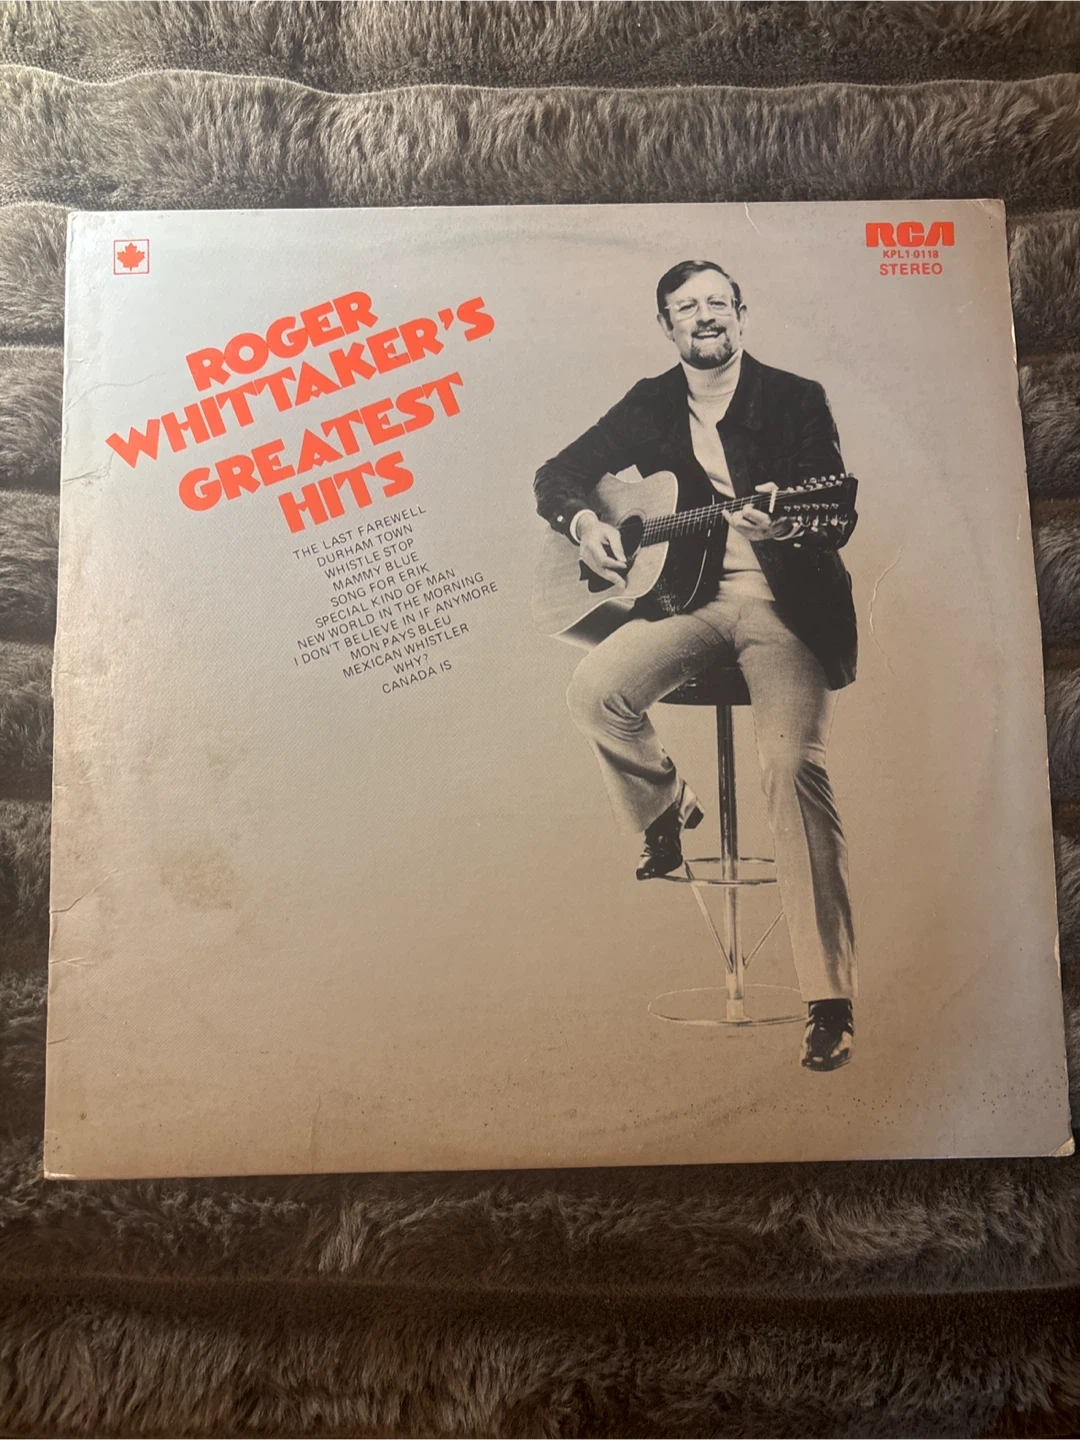 RCA
KPL1-0118
STEREO
ROGER
WHITTAKER'S
GREATEST
HITS
THE LAST FAREWELL
DURHAM TOWN
WHISTLE STOP
MAMMY BLUE
SONG FOR ERIK
SPECIAL KIND OF MAN
NEW WORLD IN THE MORNING
I DON'T BELIEVE IN IF ANYMORE
MON PAYS BLEU
MEXICAN WHISTLER
WHY?
CANADA IS